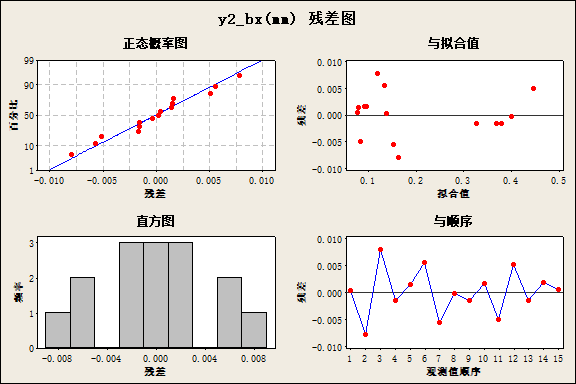 y2_bx(mm) 残差图
正态概率图
与拟合值
99
90
50
10
1
百分比
-0.010 -0.005 0.000 0.005 0.010
残差
0.010
0.005
0.000
-0.005
-0.010
残差
0.1 0.2 0.3 0.4 0.5
拟合值
直方图
与顺序
3
2
1
0
频率
-0.008 -0.004 0.000 0.004 0.008
残差
0.010
0.005
0.000
-0.005
-0.010
残差
1 2 3 4 5 6 7 8 9 10 11 12 13 14 15
观测值顺序